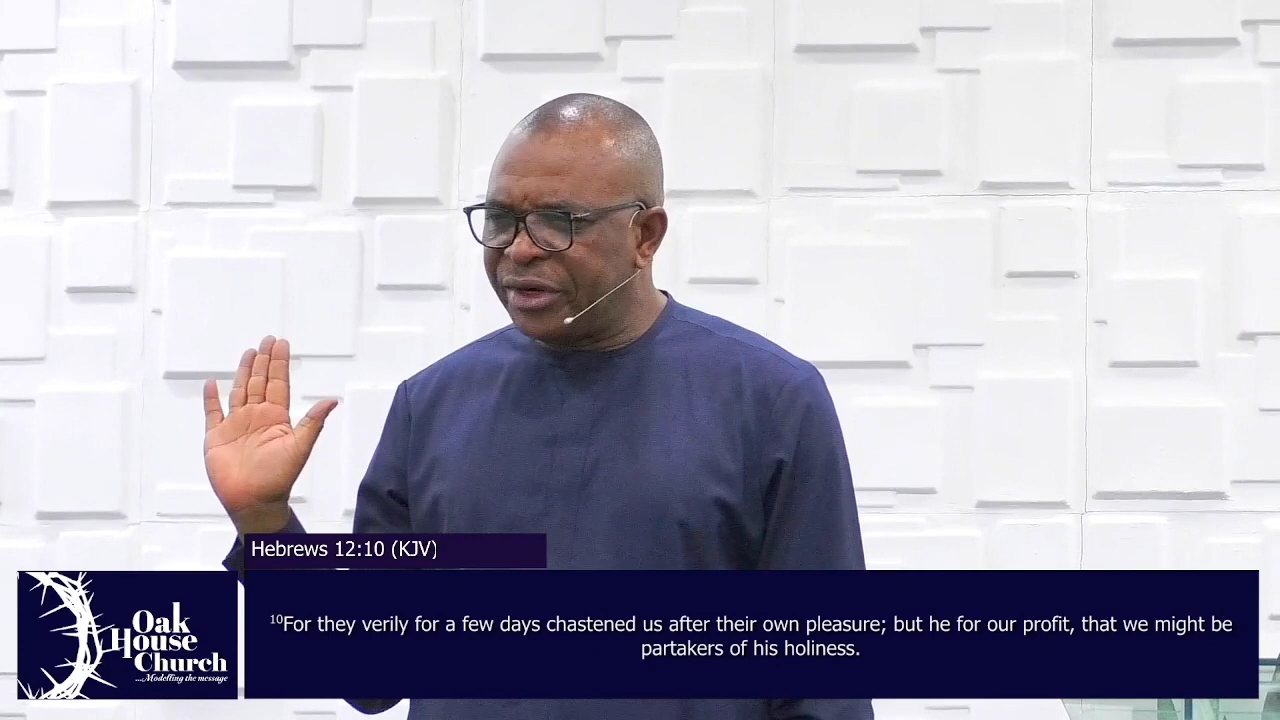 Hebrews 12:10 (KJV)
¹⁰For they verily for a few days chastened us after their own pleasure; but he for our profit, that we might be
partakers of his holiness.
Oak
House
Church
...Modelling the message